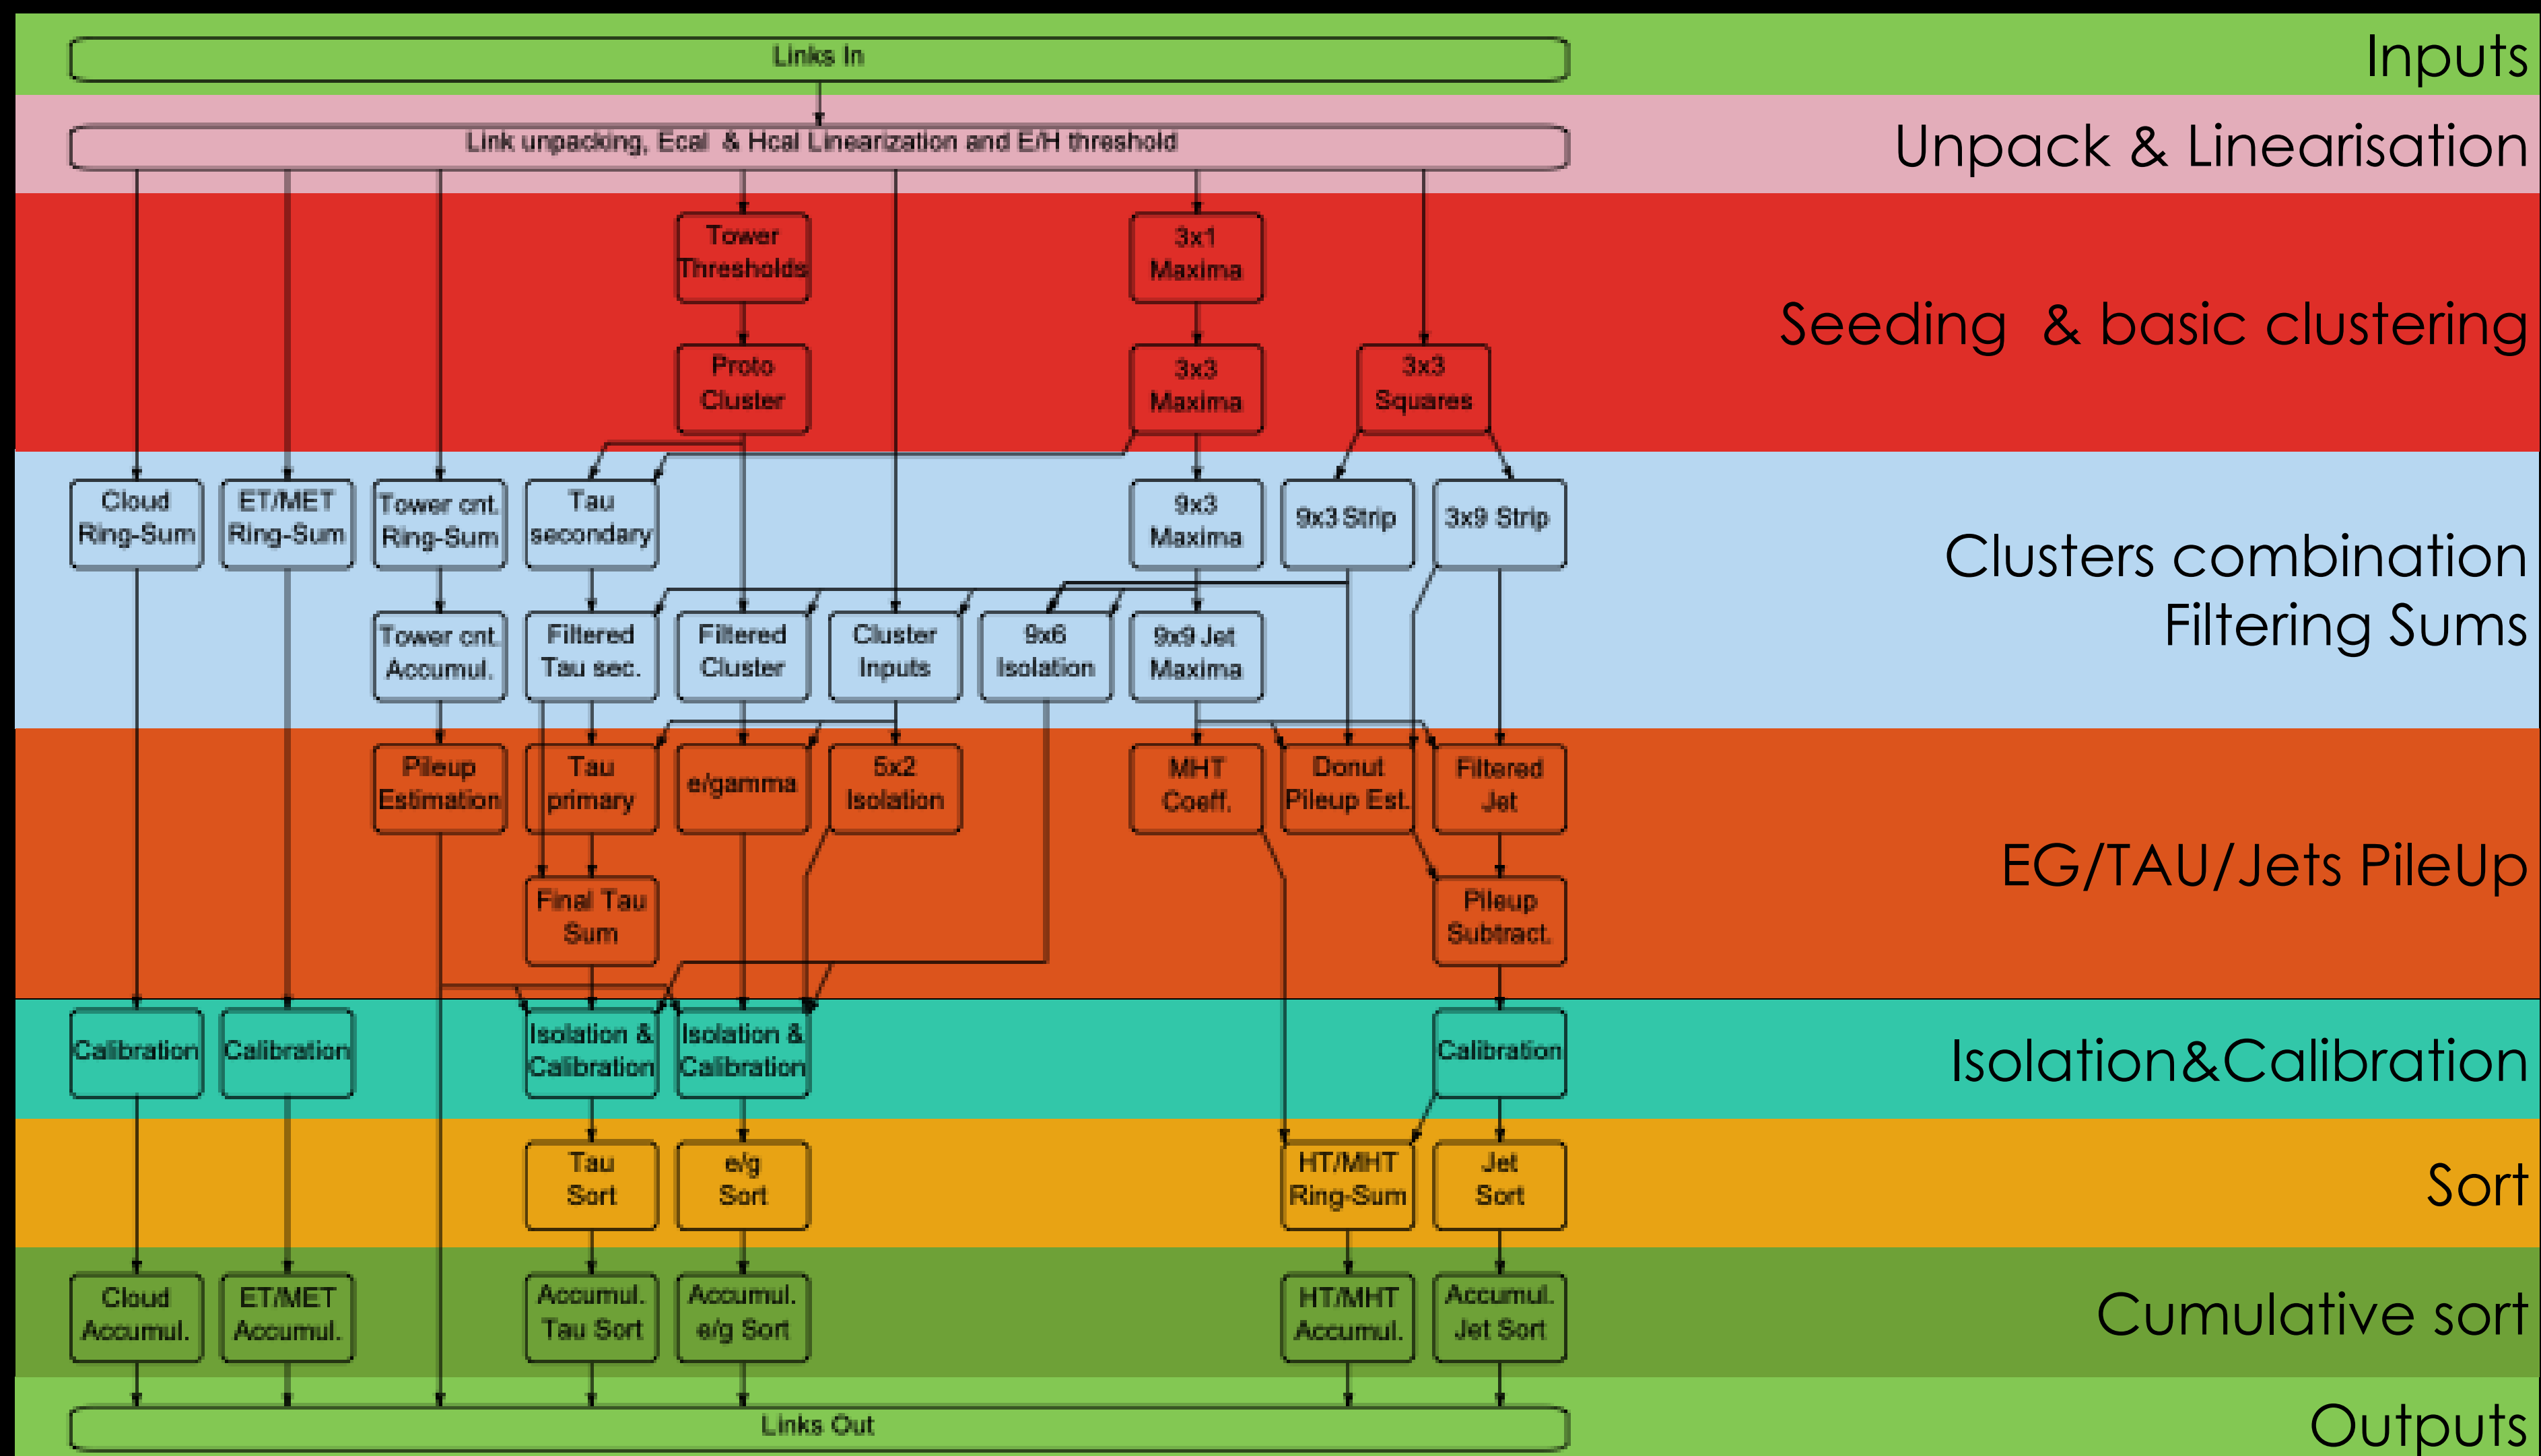 Links In
Inputs
Link unpacking, Ecal & Hcal Linearization and E/H threshold
Unpack & Linearisation
Tower
Thresholds
3x1
Maxima
Seeding & basic clustering
Proto
Cluster
3x3
Maxima
3x3
Squares
Cloud
Ring-Sum
ET/MET
Ring-Sum
Tower cnt.
Ring-Sum
Tau
secondary
9x3
Maxima
9x3 Strip
3x9 Strip
Clusters combination
Filtering Sums
Tower cnt.
Accumul.
Filtered
Tau sec.
Filtered
Cluster
Cluster
Inputs
9x6
Isolation
9x9 Jet
Maxima
Pileup
Estimation
Tau
primary
e/gamma
5x2
Isolation
MHT
Coeff.
Donut
Pileup Est.
Filtered
Jet
EG/TAU/Jets PileUp
Final Tau
Sum
Pileup
Subtract.
Calibration
Calibration
Isolation &
Calibration
Isolation &
Calibration
Calibration
Isolation&Calibration
Tau
Sort
e/g
Sort
HT/MHT
Ring-Sum
Jet
Sort
Sort
Cloud
Accumul.
ET/MET
Accumul.
Accumul.
Tau Sort
Accumul.
e/g Sort
HT/MHT
Accumul.
Accumul.
Jet Sort
Cumulative sort
Links Out
Outputs